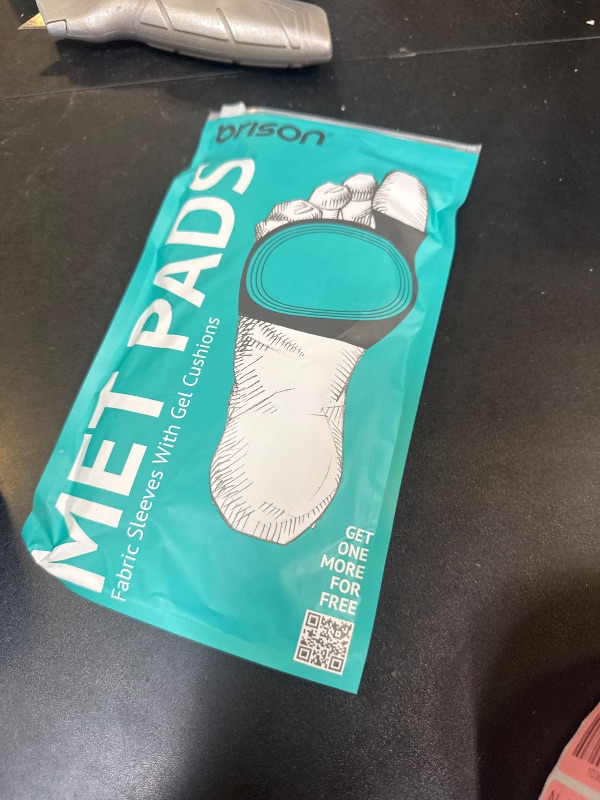 brison
MET PADS
Fabric Sleeves With Gel Cushions
GET
ONE
MORE
FOR
FREE